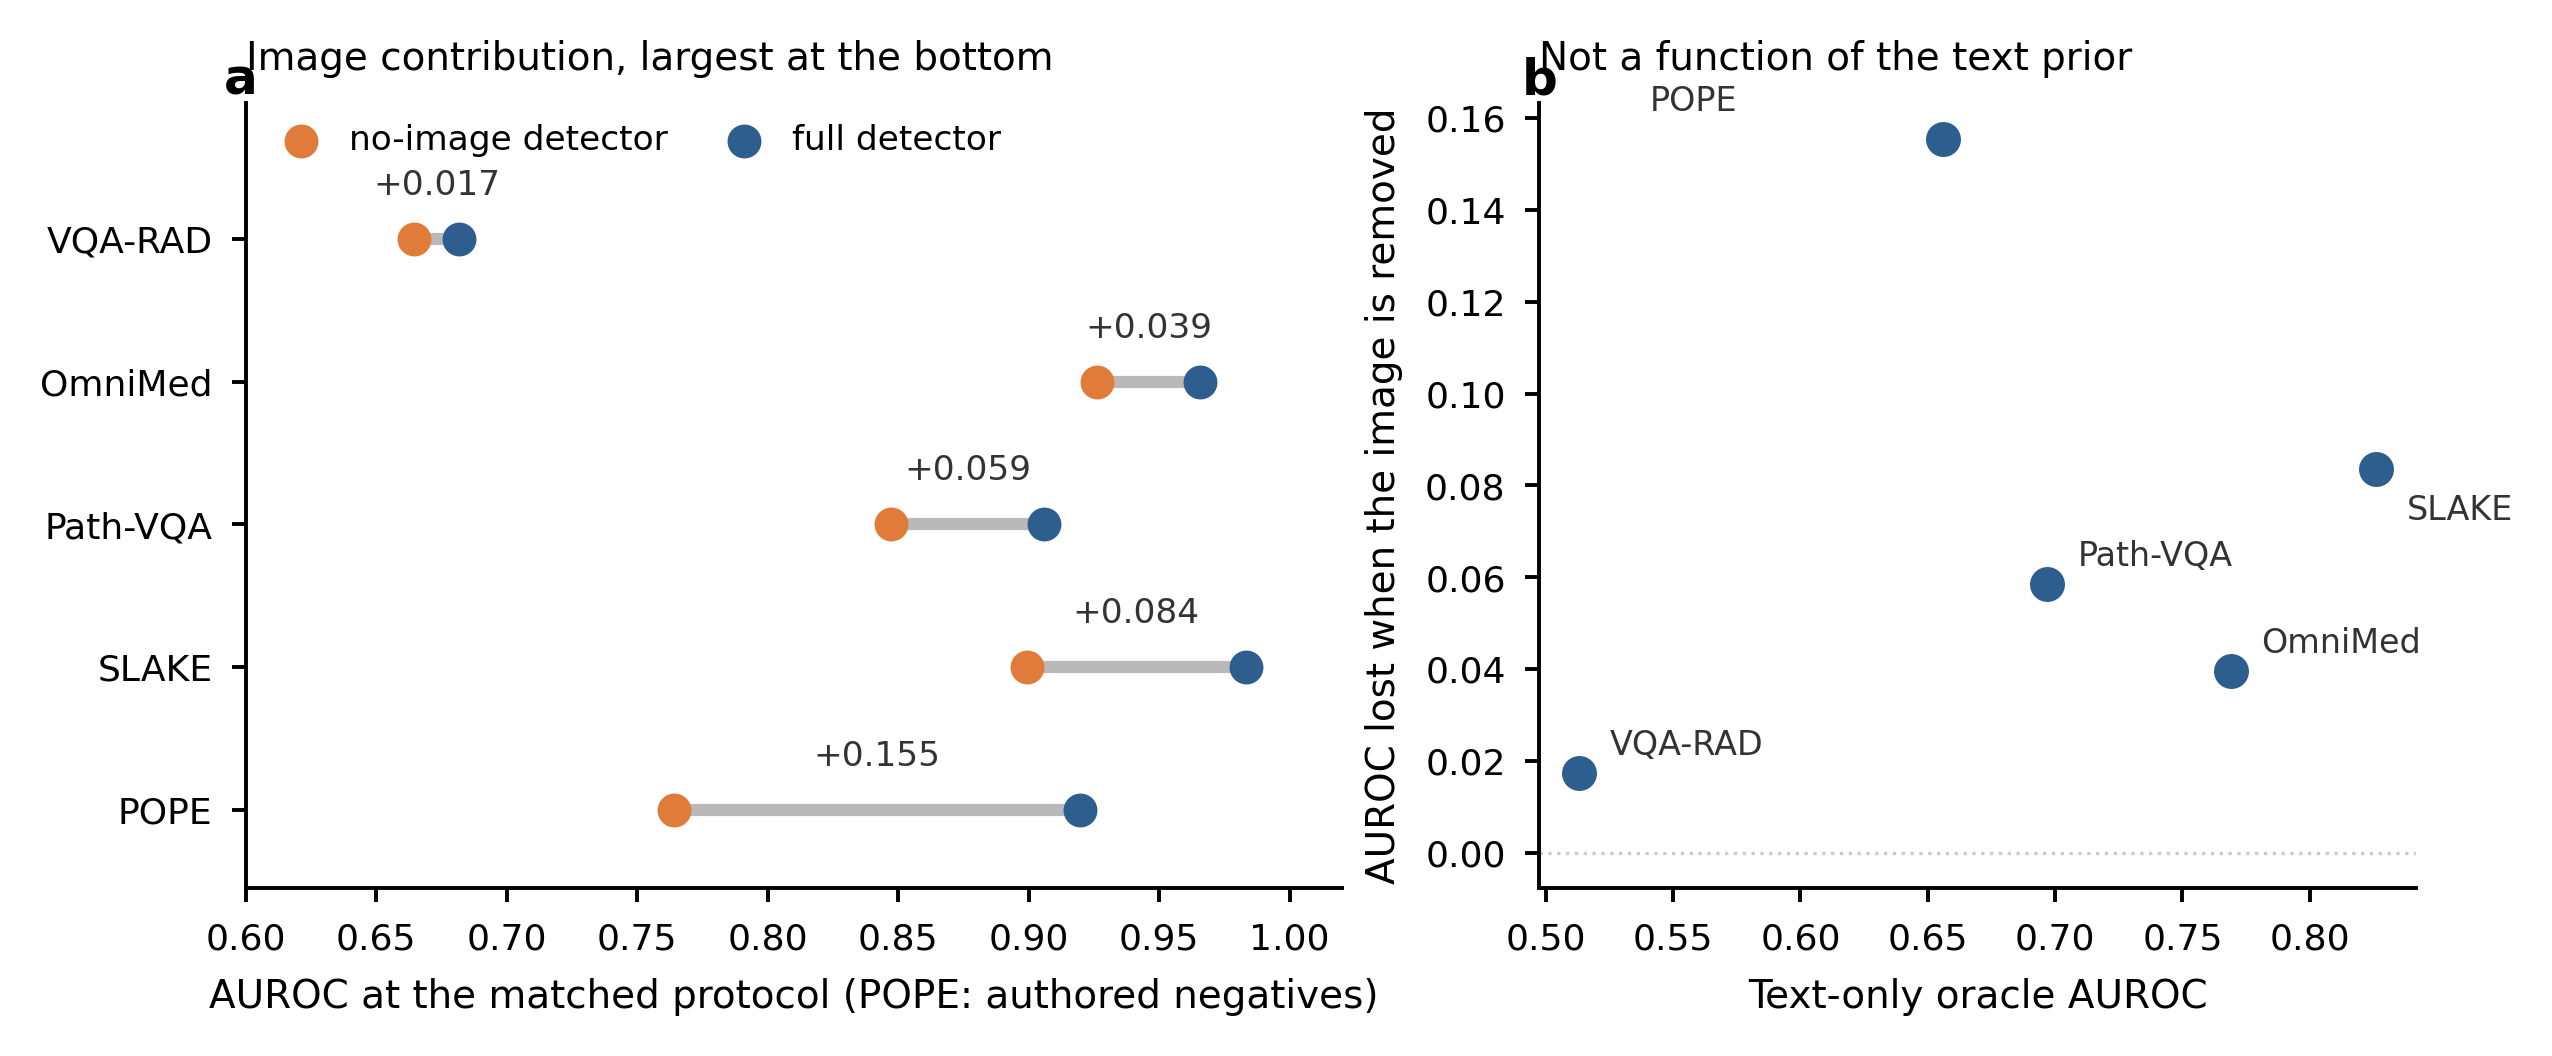 a
Image contribution, largest at the bottom
no-image detector
full detector
+0.017
VQA-RAD
+0.039
OmniMed
+0.059
Path-VQA
+0.084
SLAKE
+0.155
POPE
0.60 0.65 0.70 0.75 0.80 0.85 0.90 0.95 1.00
AUROC at the matched protocol (POPE: authored negatives)
b
Not a function of the text prior
AUROC lost when the image is removed
0.16
0.14
0.12
0.10
0.08
0.06
0.04
0.02
0.00
POPE
SLAKE
Path-VQA
OmniMed
VQA-RAD
0.50 0.55 0.60 0.65 0.70 0.75 0.80
Text-only oracle AUROC